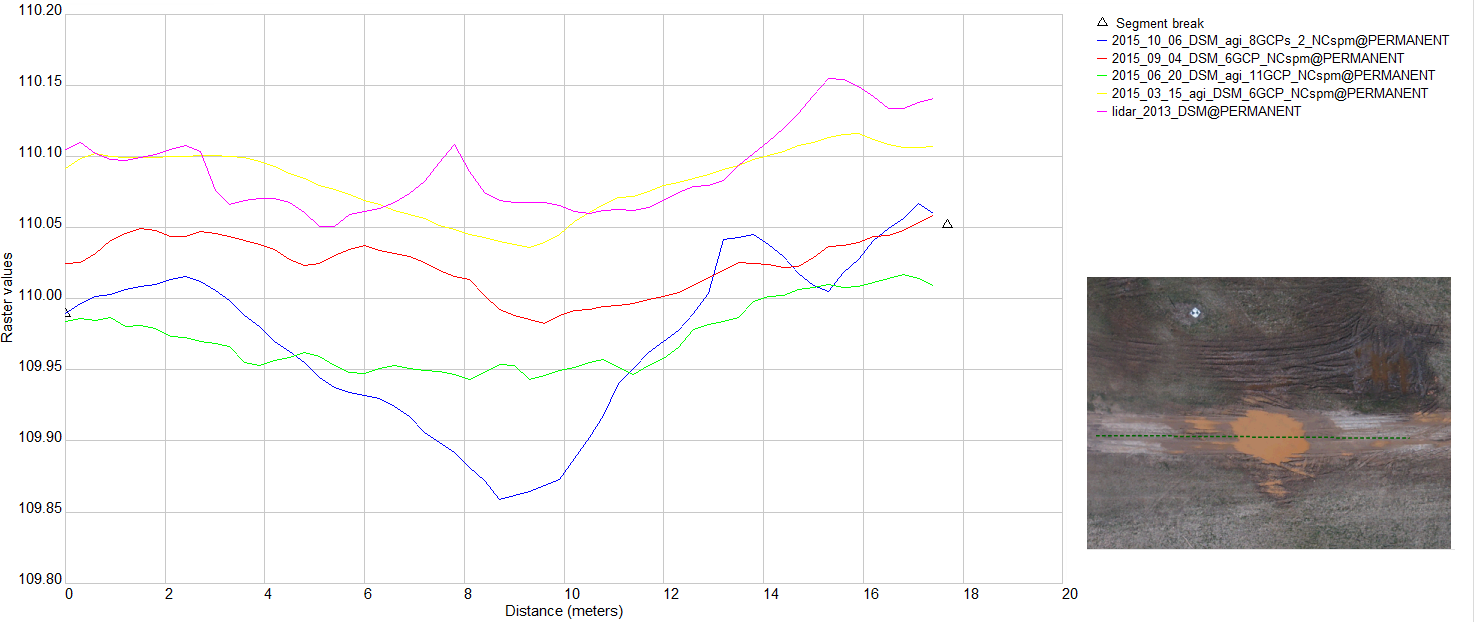 110.20
110.15
110.10
110.05
110.00
109.95
109.90
109.85
109.80
Raster values
0 2 4 6 8 10 12 14 16 18 20
Distance (meters)
Segment break
2015_10_06_DSM_agi_8GCPs_2_NCspm@PERMANENT
2015_09_04_DSM_6GCP_NCspm@PERMANENT
2015_06_20_DSM_agi_11GCP_NCspm@PERMANENT
2015_03_15_agi_DSM_6GCP_NCspm@PERMANENT
lidar_2013_DSM@PERMANENT